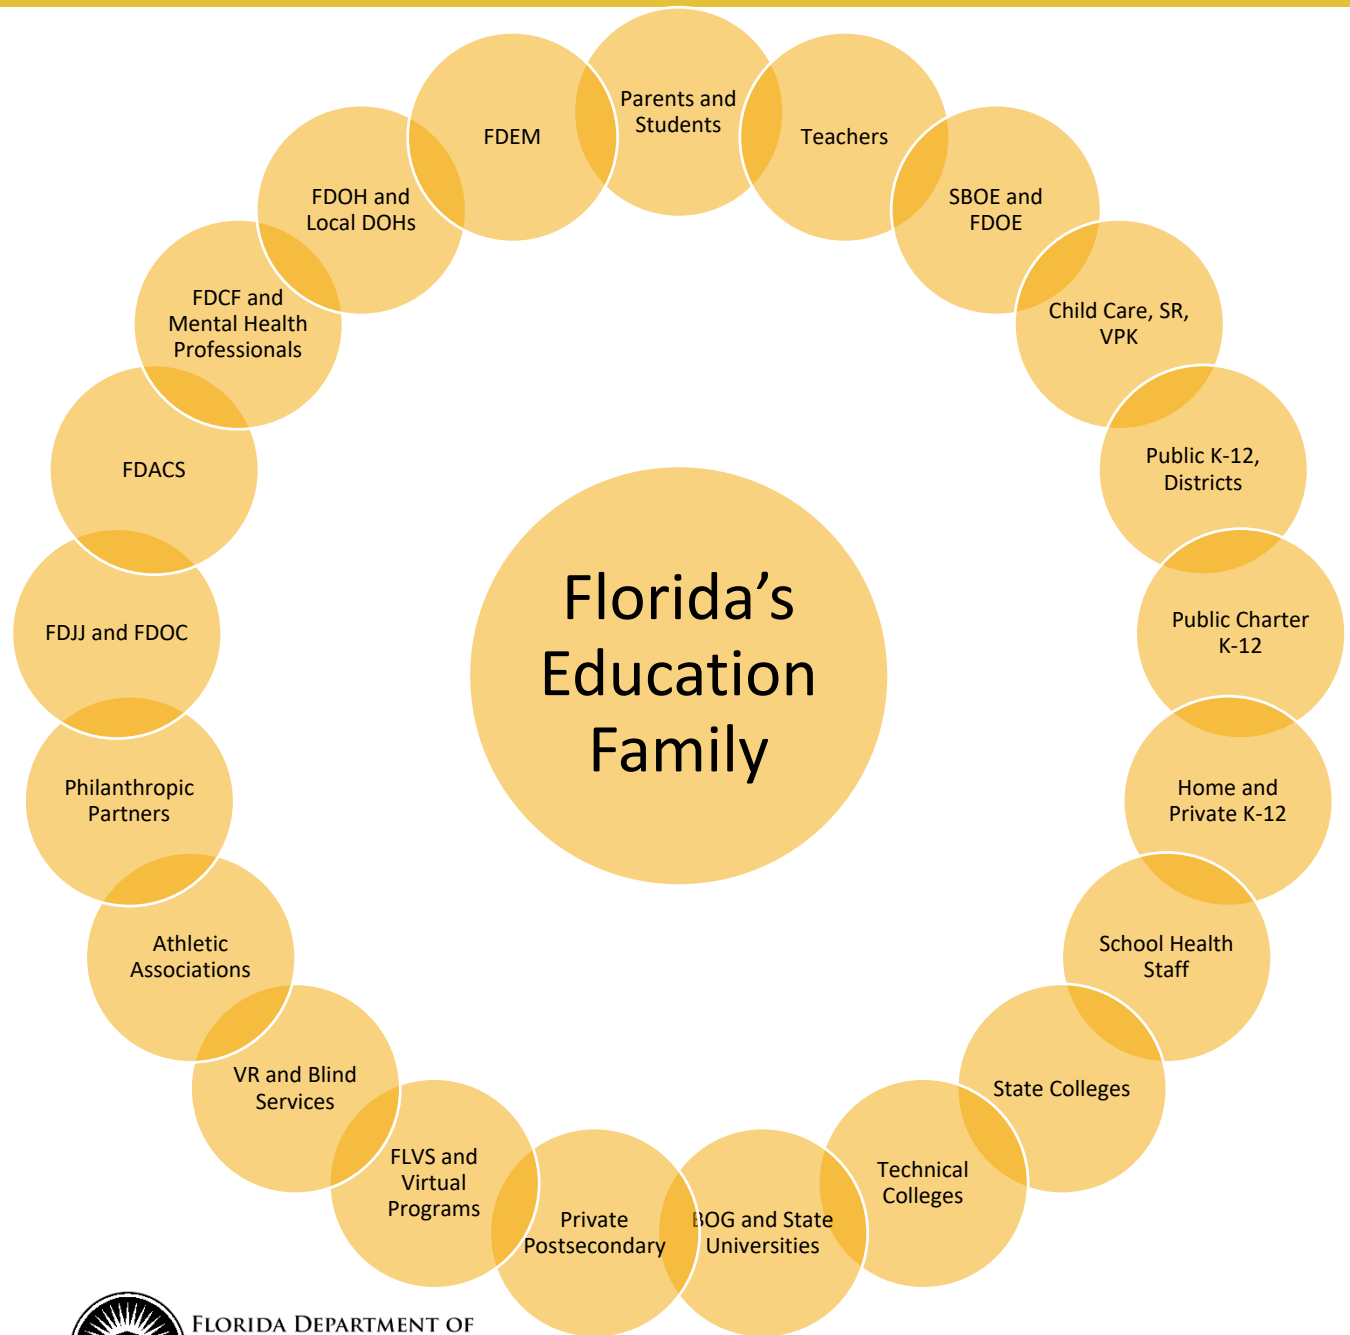 Parents and
Students
Teachers
SBOE and
FDOE
Child Care, SR,
VPK
Public K-12,
Districts
Public Charter
K-12
Home and
Private K-12
School Health
Staff
State Colleges
Technical
Colleges
BOG and State
Universities
Private
Postsecondary
FLVS and
Virtual
Programs
VR and Blind
Services
Athletic
Associations
Philanthropic
Partners
FDJJ and FDOC
FDACS
FDCF and
Mental Health
Professionals
FDOH and
Local DOHs
FDEM
Florida’s
Education
Family
FLORIDA DEPARTMENT OF